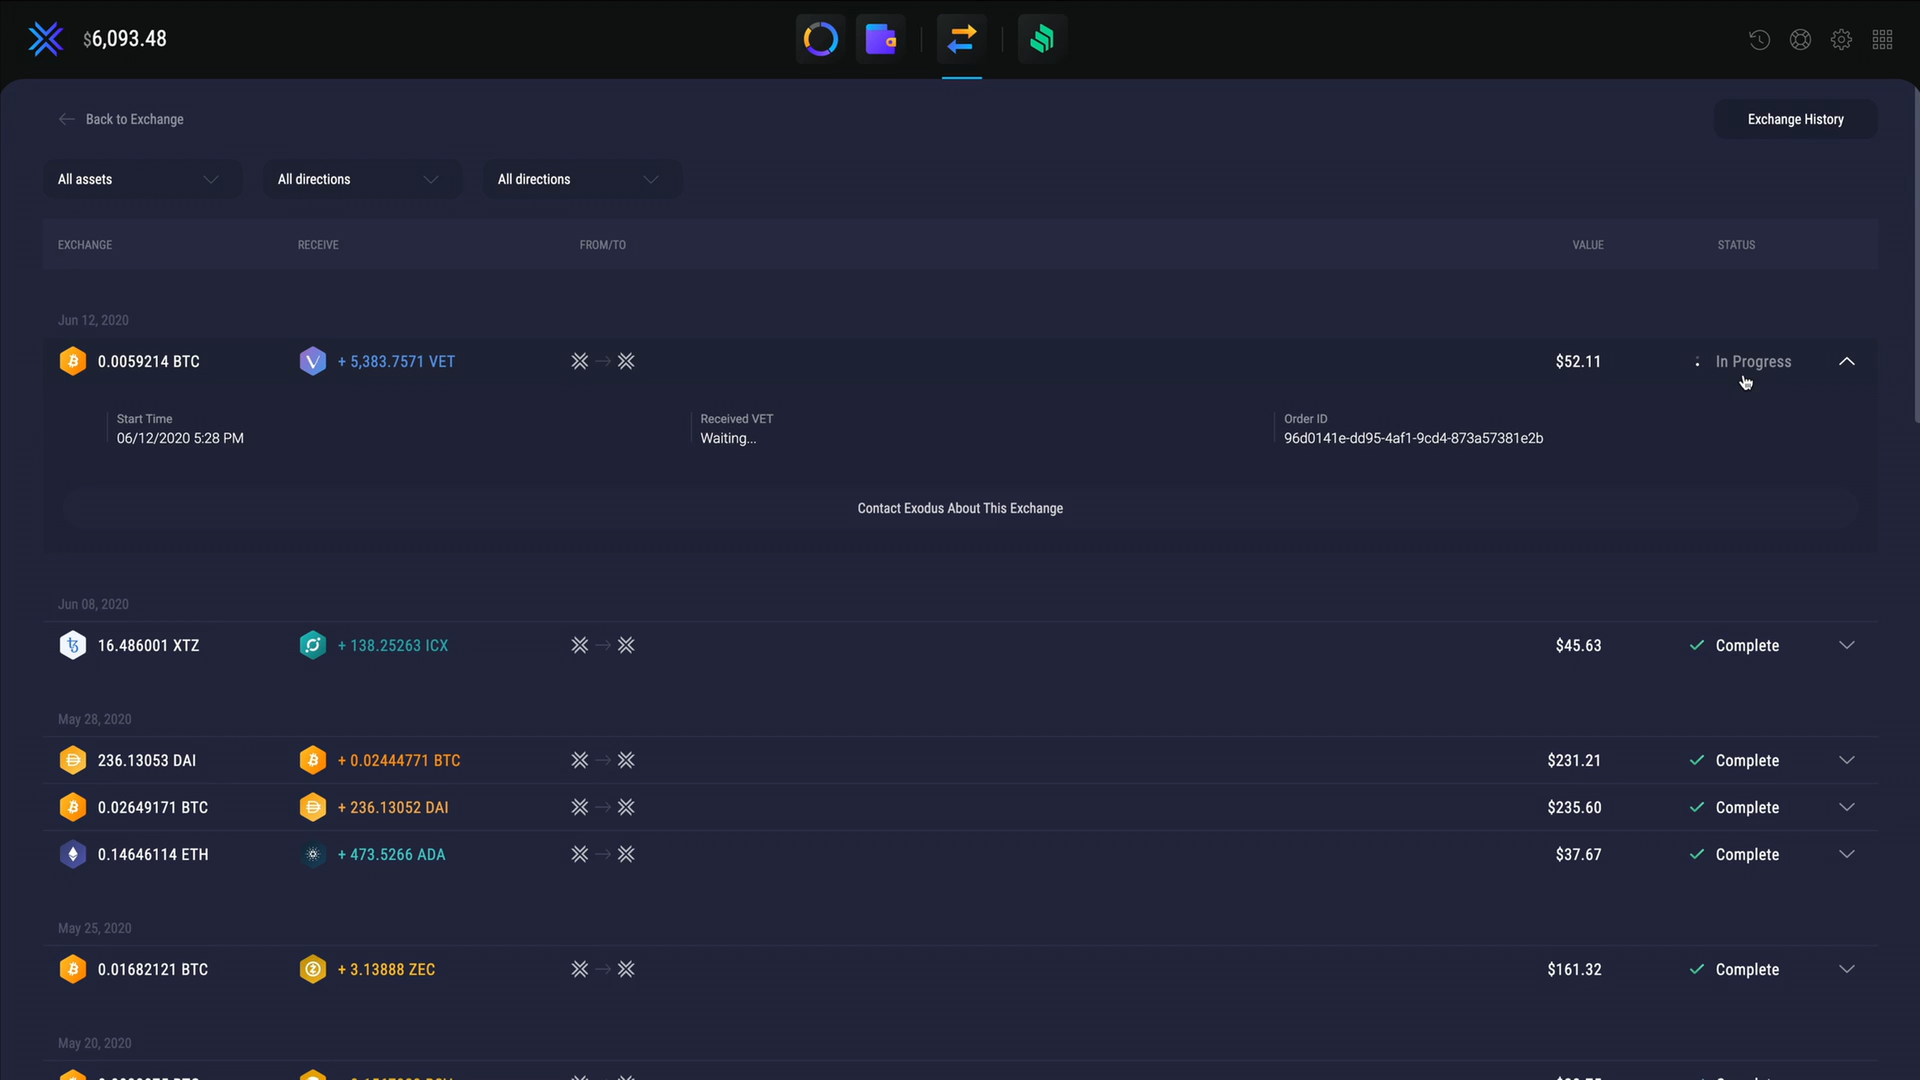 $6,093.48
Back to Exchange
Exchange History
All assets
All directions
All directions
EXCHANGE RECEIVE FROM/TO VALUE STATUS
Jun 12, 2020
0.0059214 BTC + 5,383.7571 VET $52.11 In Progress
Start Time Received VET Order ID
06/12/2020 5:28 PM Waiting... 96d0141e-dd95-4af1-9cd4-873a57381e2b
Contact Exodus About This Exchange
Jun 08, 2020
16.486001 XTZ + 138.25263 ICX $45.63 Complete
May 28, 2020
236.13053 DAI + 0.02444771 BTC $231.21 Complete
0.02649171 BTC + 236.13052 DAI $235.60 Complete
0.14646114 ETH + 473.5266 ADA $37.67 Complete
May 25, 2020
0.01682121 BTC + 3.13888 ZEC $161.32 Complete
May 20, 2020